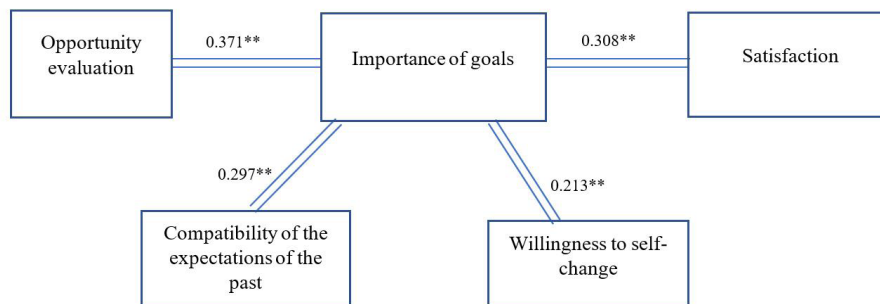 Opportunity
evaluation
0.371**
Importance of goals
0.308**
Satisfaction
0.297**
0.213**
Compatibility of the
expectations of the
past
Willingness to self-
change